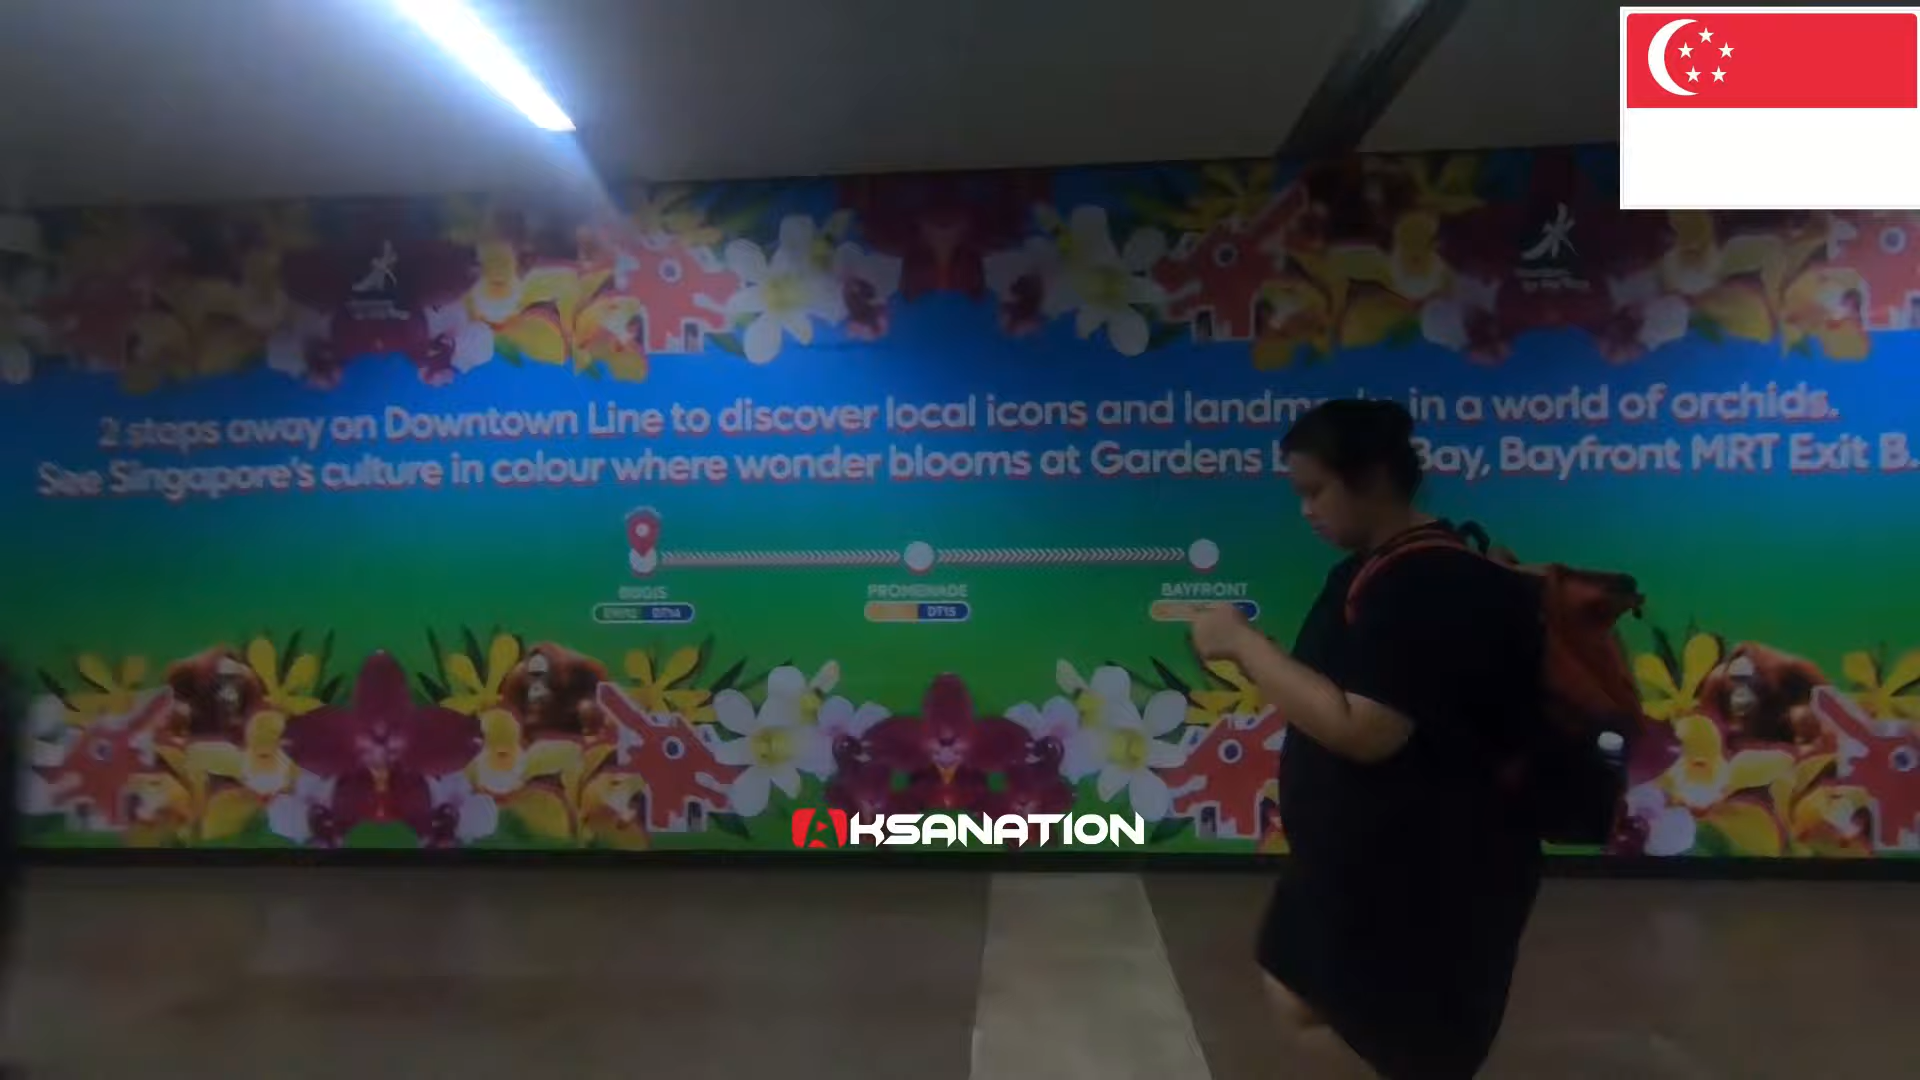 2 steps away on Downtown Line to discover local icons and in a world of orchids.
See Singapore's culture in colour where wonder blooms at Gardens Bay, Bayfront MRT Exit B.
BUGIS PROMENADE BAYFRONT
DT14 DT15
AKSANATION